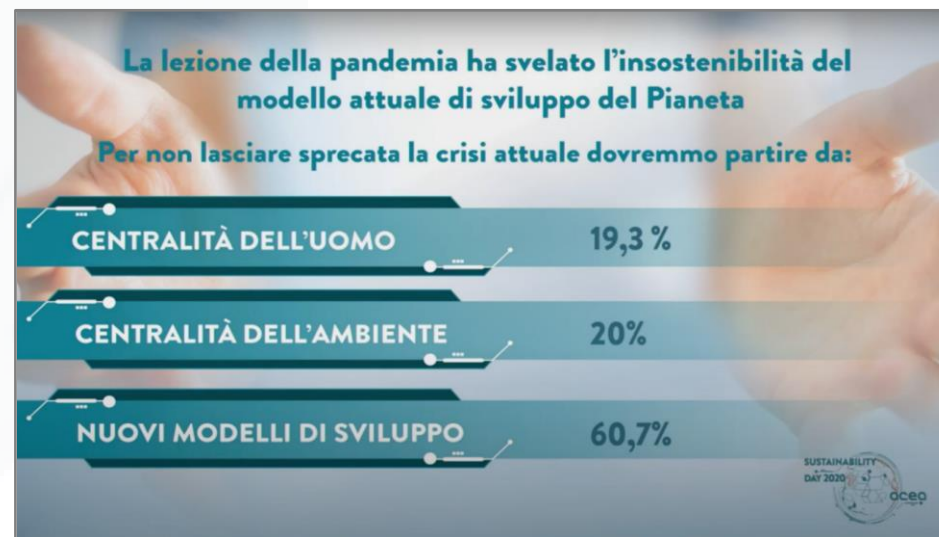 La lezione della pandemia ha svelato l'insostenibilità del
modello attuale di sviluppo del Pianeta
Per non lasciare sprecata la crisi attuale dovremmo partire da:
CENTRALITÀ DELL'UOMO 19,3 %
CENTRALITÀ DELL'AMBIENTE 20%
NUOVI MODELLI DI SVILUPPO 60,7%
SUSTAINABILITY
DAY 2020
acea